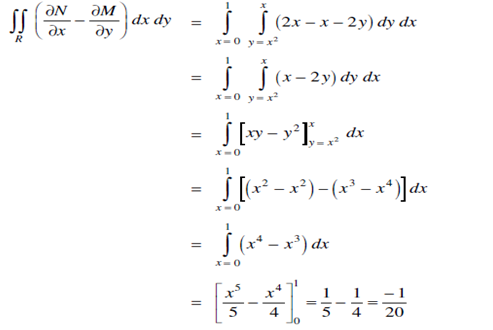 ∬_R (∂N/∂x − ∂M/∂y) dx dy = ∫_{x=0}^{1} ∫_{y=x²}^{x} (2x − x − 2y) dy dx
= ∫_{x=0}^{1} ∫_{y=x²}^{x} (x − 2y) dy dx
= ∫_{x=0}^{1} [xy − y²]_{y=x²}^{x} dx
= ∫_{x=0}^{1} [(x² − x²) − (x³ − x⁴)] dx
= ∫_{x=0}^{1} (x⁴ − x³) dx
= [x⁵/5 − x⁴/4]_0^1 = 1/5 − 1/4 = −1/20